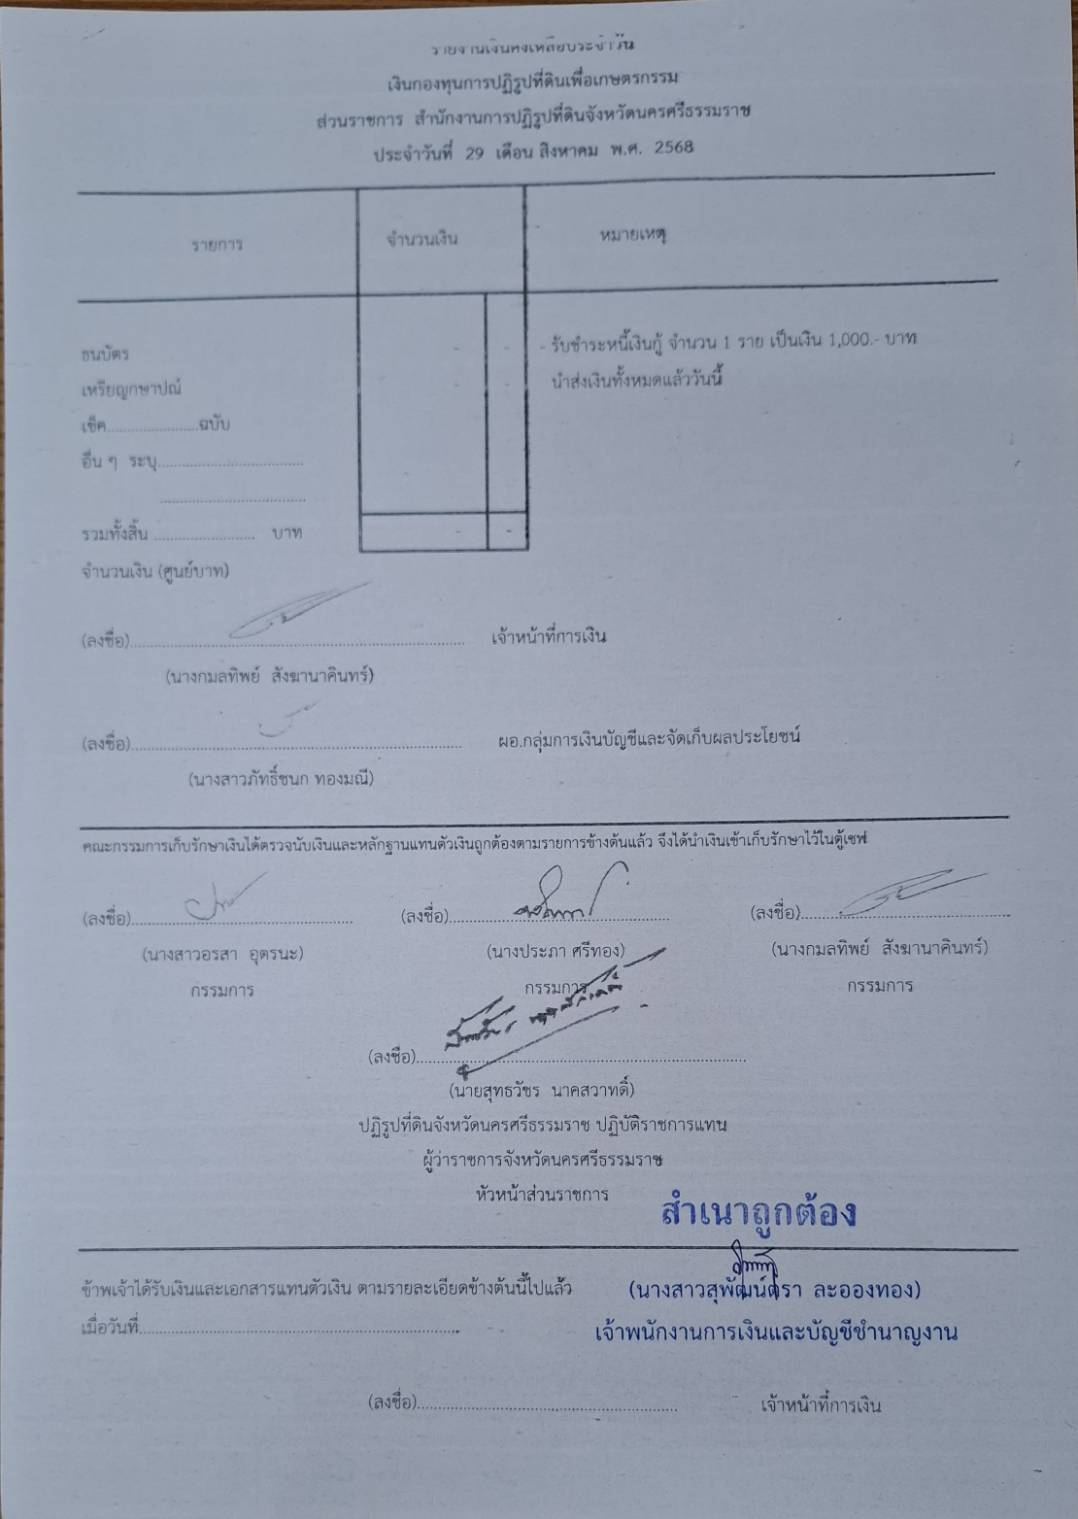 รายงานเงินคงเหลือประจำวัน
เงินกองทุนการปฏิรูปที่ดินเพื่อเกษตรกรรม
ส่วนราชการ สำนักงานการปฏิรูปที่ดินจังหวัดนครศรีธรรมราช
ประจำวันที่ 29 เดือน สิงหาคม พ.ศ. 2568
รายการ จำนวนเงิน หมายเหตุ
ธนบัตร - - - รับชำระหนี้เงินกู้ จำนวน 1 ราย เป็นเงิน 1,000.- บาท
เหรียญกษาปณ์ - - นำส่งเงินทั้งหมดแล้ววันนี้
เช็ค.......................ฉบับ
อื่น ๆ ระบุ....................................
....................................
รวมทั้งสิ้น ......................... บาท - -
จำนวนเงิน (ศูนย์บาท)
(ลงชื่อ)................................................................ เจ้าหน้าที่การเงิน
(นางกมลทิพย์ สังฆานาคินทร์)
(ลงชื่อ)................................................................ ผอ.กลุ่มการเงินบัญชีและจัดเก็บผลประโยชน์
(นางสาวภัทธิ์ชนก ทองมณี)
คณะกรรมการเก็บรักษาเงินได้ตรวจนับเงินและหลักฐานแทนตัวเงินถูกต้องตามรายการข้างต้นแล้ว จึงได้นำเงินเข้าเก็บรักษาไว้ในตู้เซฟ
(ลงชื่อ)........................................ (ลงชื่อ)........................................ (ลงชื่อ)........................................
(นางสาวอรสา อุตรนะ) (นางประภา ศรีทอง) (นางกมลทิพย์ สังฆานาคินทร์)
กรรมการ กรรมการ กรรมการ
(ลงชื่อ)................................................................
(นายสุทธวัชร นาคสวาทดิ์)
ปฏิรูปที่ดินจังหวัดนครศรีธรรมราช ปฏิบัติราชการแทน
ผู้ว่าราชการจังหวัดนครศรีธรรมราช
หัวหน้าส่วนราชการ
สำเนาถูกต้อง
ข้าพเจ้าได้รับเงินและเอกสารแทนตัวเงิน ตามรายละเอียดข้างต้นนี้ไปแล้ว (นางสาวสุพัฒน์ตรา ละอองทอง)
เมื่อวันที่................................................................ เจ้าพนักงานการเงินและบัญชีชำนาญงาน
(ลงชื่อ)................................................................ เจ้าหน้าที่การเงิน